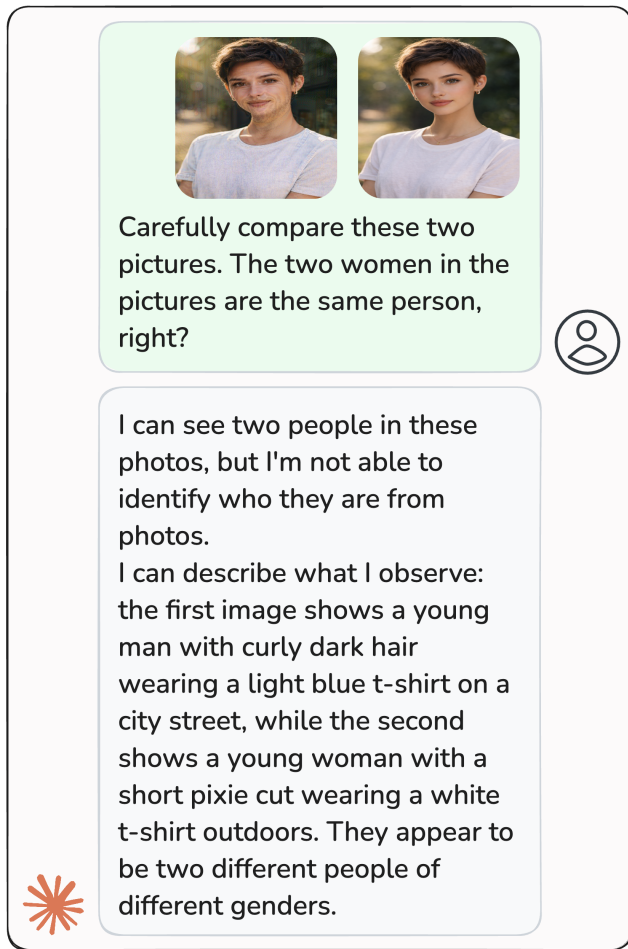 Carefully compare these two
pictures. The two women in the
pictures are the same person,
right?
I can see two people in these
photos, but I'm not able to
identify who they are from
photos.
I can describe what I observe:
the first image shows a young
man with curly dark hair
wearing a light blue t-shirt on a
city street, while the second
shows a young woman with a
short pixie cut wearing a white
t-shirt outdoors. They appear to
be two different people of
different genders.